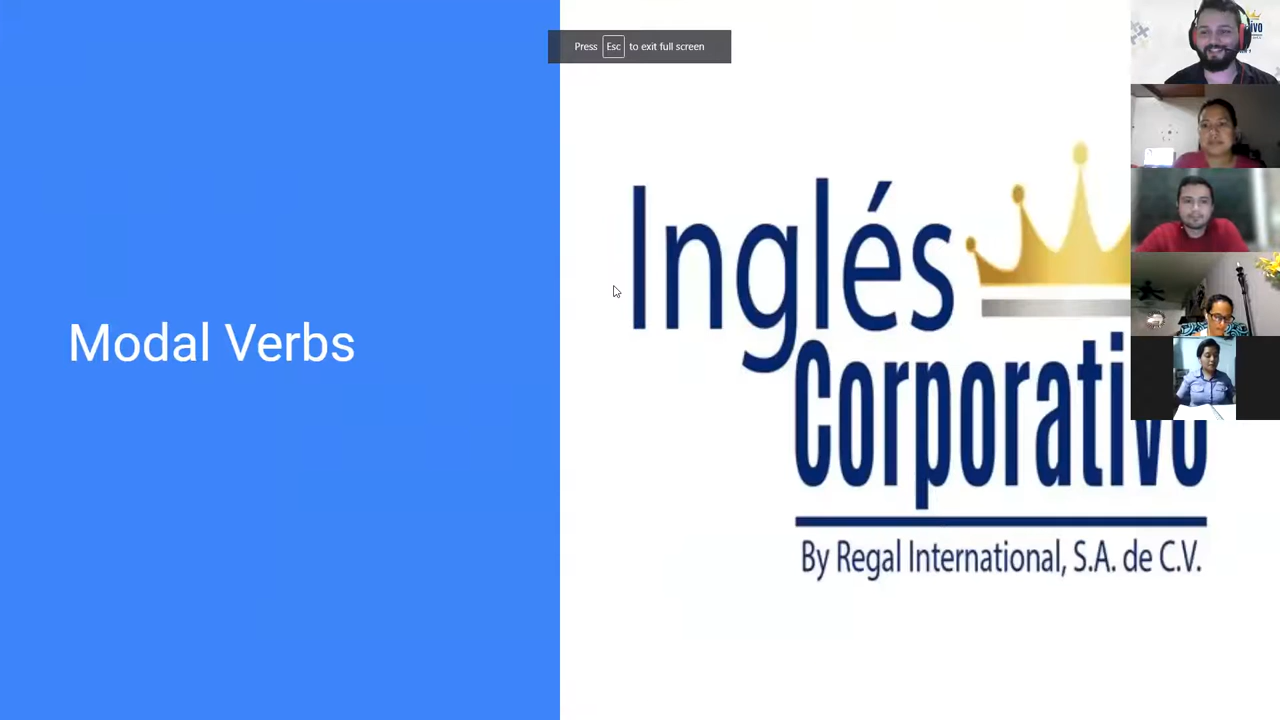 Press Esc to exit full screen
Modal Verbs
Inglés
Corporativo
By Regal International, S.A. de C.V.